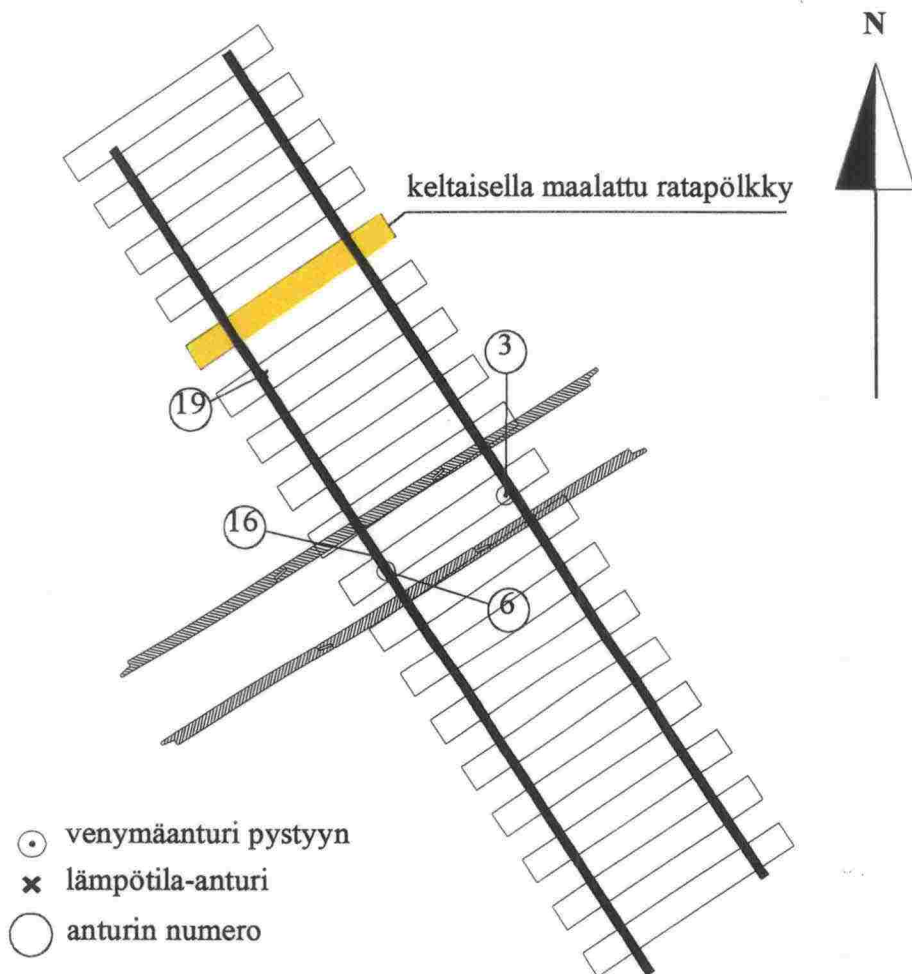 N
keltaisella maalattu ratapölkky
3
19
16
6
venymäanturi pystyyn
lämpötila-anturi
anturin numero